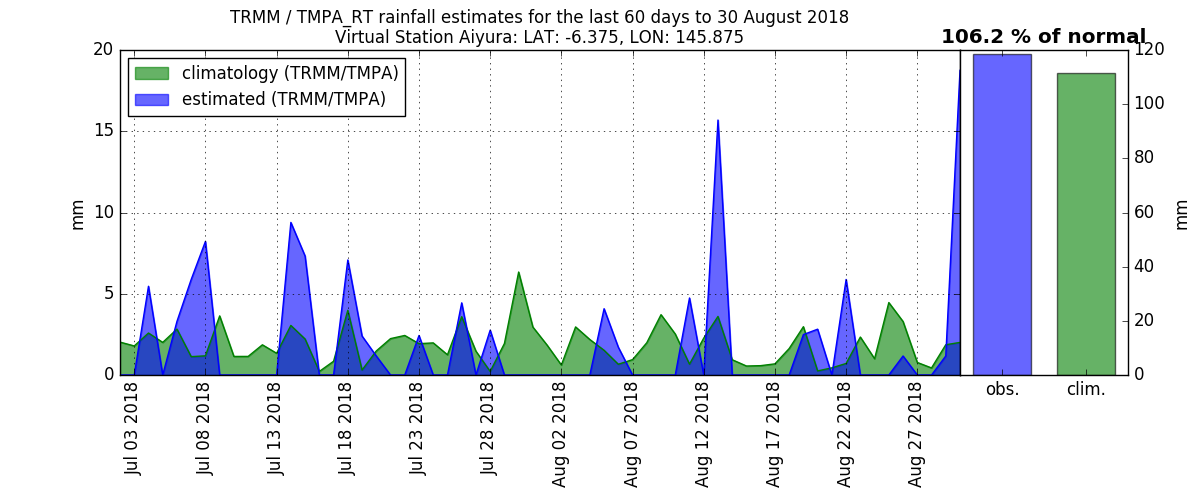 TRMM / TMPA_RT rainfall estimates for the last 60 days to 30 August 2018
Virtual Station Aiyura: LAT: -6.375, LON: 145.875
106.2 % of normal
climatology (TRMM/TMPA)
estimated (TRMM/TMPA)
20
15
10
5
0
mm
120
100
80
60
40
20
0
mm
Jul 03 2018
Jul 08 2018
Jul 13 2018
Jul 18 2018
Jul 23 2018
Jul 28 2018
Aug 02 2018
Aug 07 2018
Aug 12 2018
Aug 17 2018
Aug 22 2018
Aug 27 2018
obs.
clim.